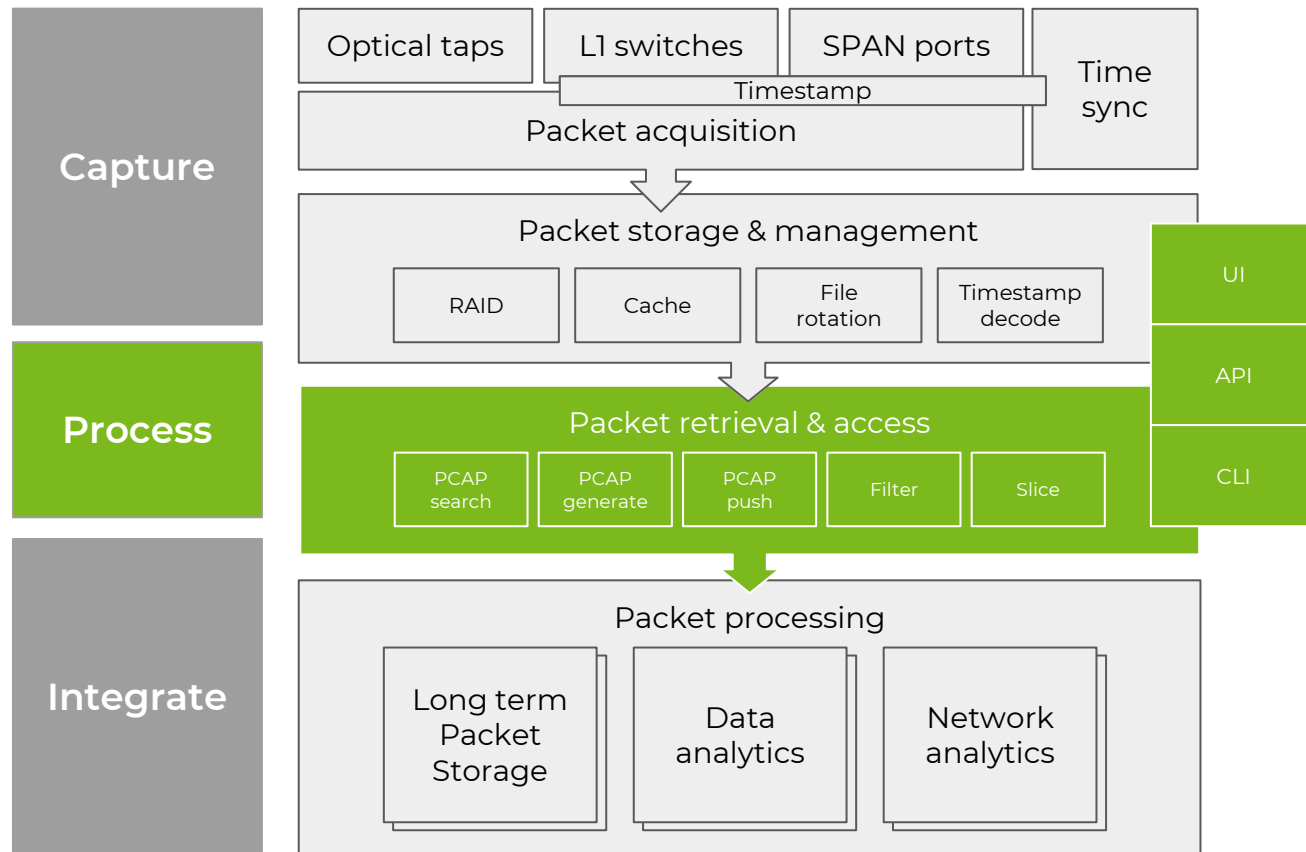 Capture
Optical taps
L1 switches
SPAN ports
Time
sync
Timestamp
Packet acquisition
Packet storage & management
RAID
Cache
File
rotation
Timestamp
decode
UI
API
CLI
Process
Packet retrieval & access
PCAP
search
PCAP
generate
PCAP
push
Filter
Slice
Integrate
Packet processing
Long term
Packet
Storage
Data
analytics
Network
analytics